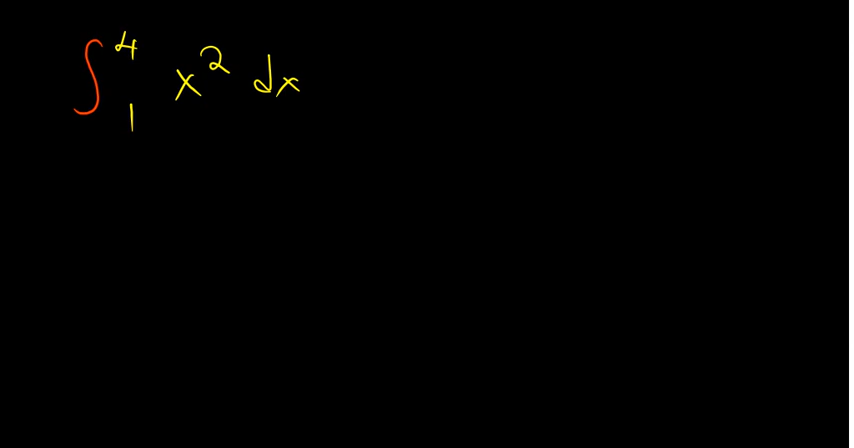 ∫₁⁴ x² dx